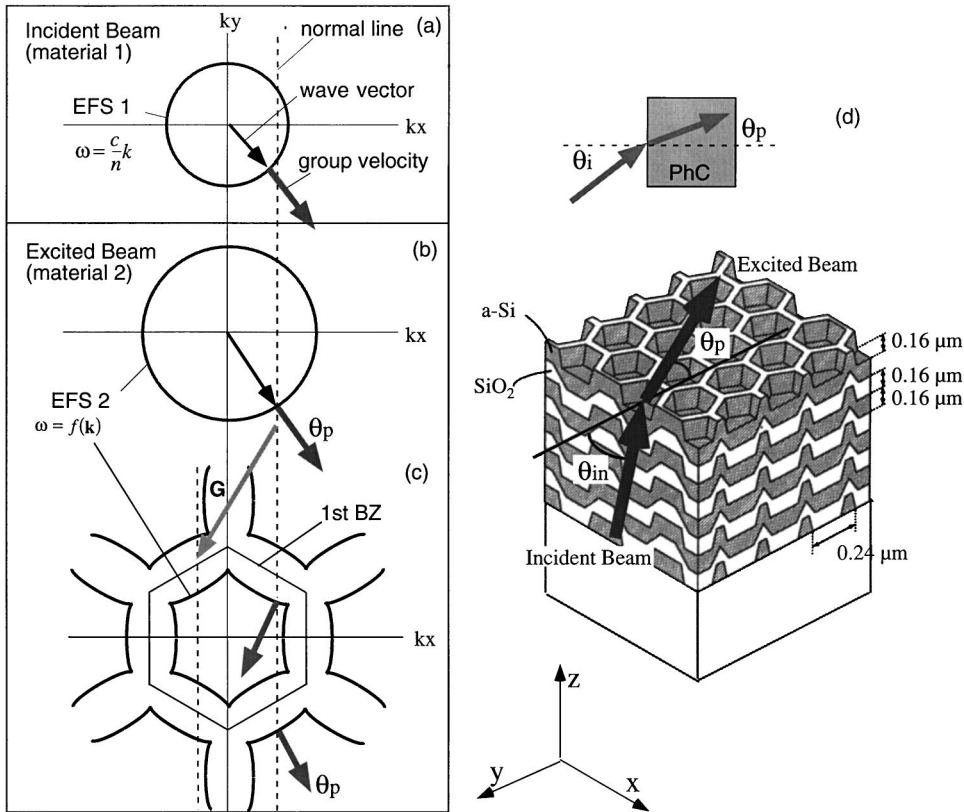 Incident Beam
(material 1)
ky
normal line
(a)
EFS 1
wave vector
kx
ω = c/n k
group velocity
Excited Beam
(material 2)
(b)
kx
EFS 2
ω = f(k)
θp
(c)
G
1st BZ
kx
θp
(d)
θi
θp
PhC
Excited Beam
a-Si
θp
0.16 μm
SiO2
0.16 μm
0.16 μm
θin
Incident Beam
0.24 μm
z
y
x